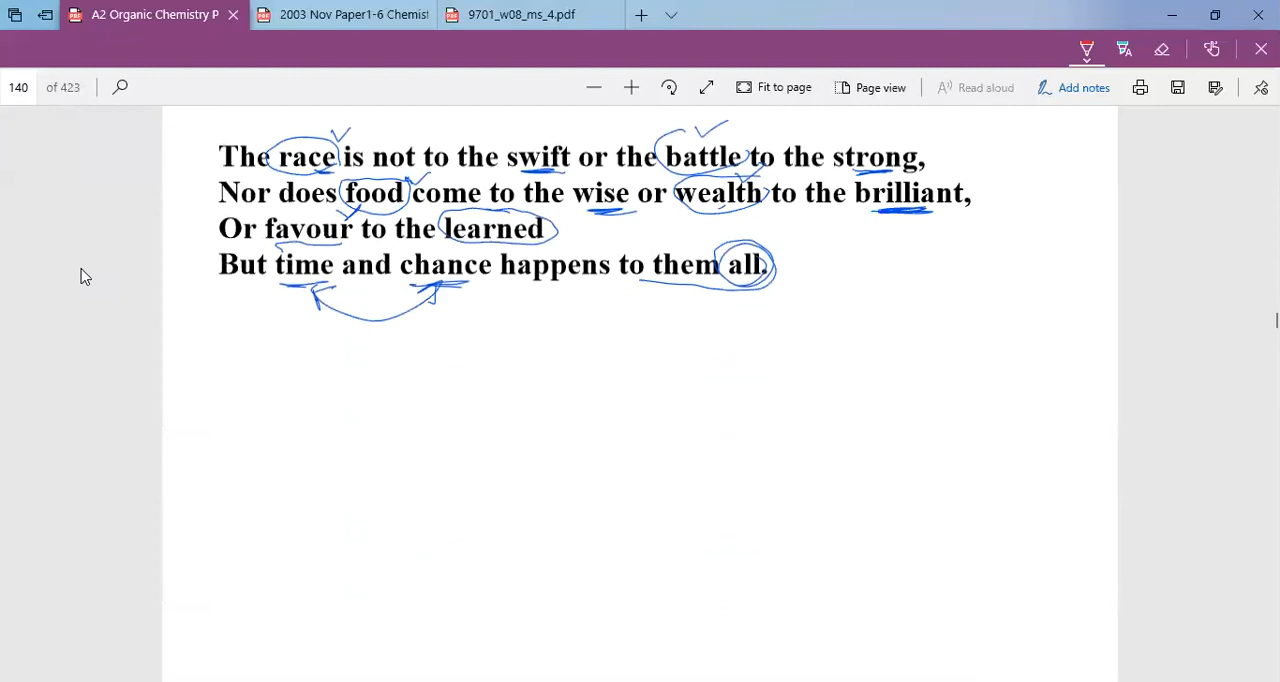 A2 Organic Chemistry P
2003 Nov Paper1-6 Chemist
9701_w08_ms_4.pdf
140 of 423
Fit to page
Page view
Read aloud
Add notes
The race is not to the swift or the battle to the strong,
Nor does food come to the wise or wealth to the brilliant,
Or favour to the learned
But time and chance happens to them all.